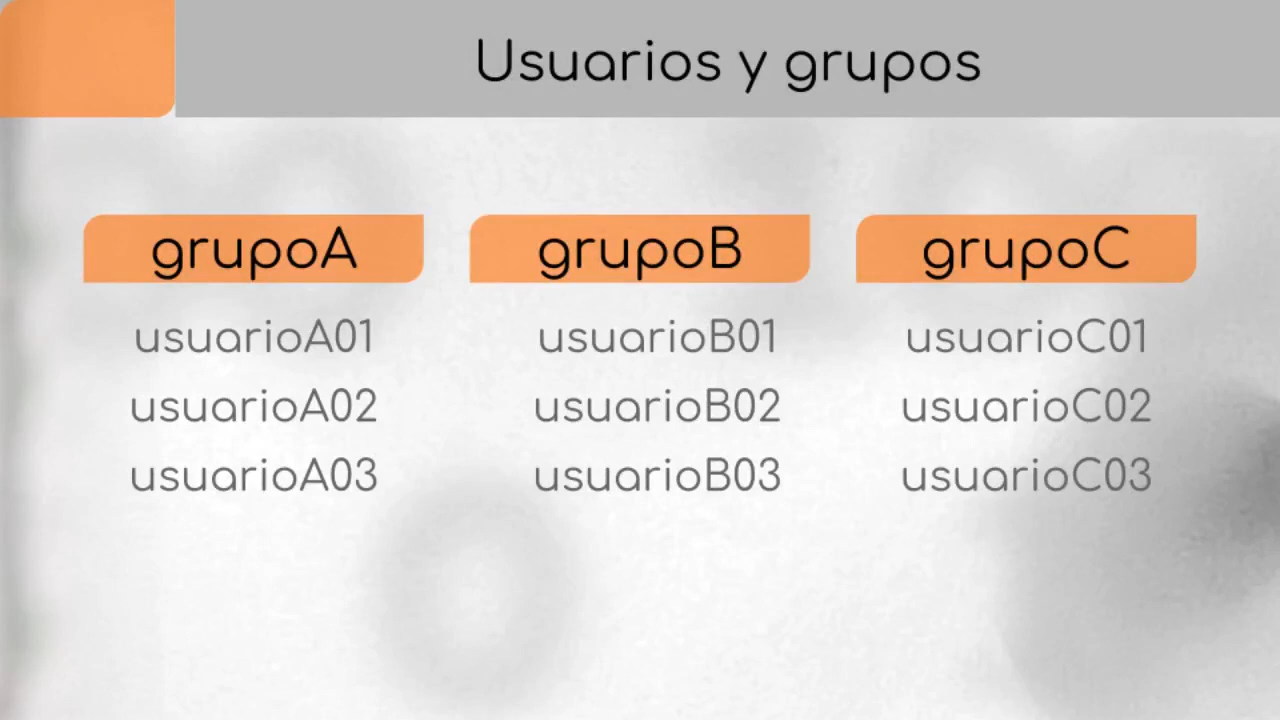 Usuarios y grupos
grupoA
usuarioA01
usuarioA02
usuarioA03
grupoB
usuarioB01
usuarioB02
usuarioB03
grupoC
usuarioC01
usuarioC02
usuarioC03